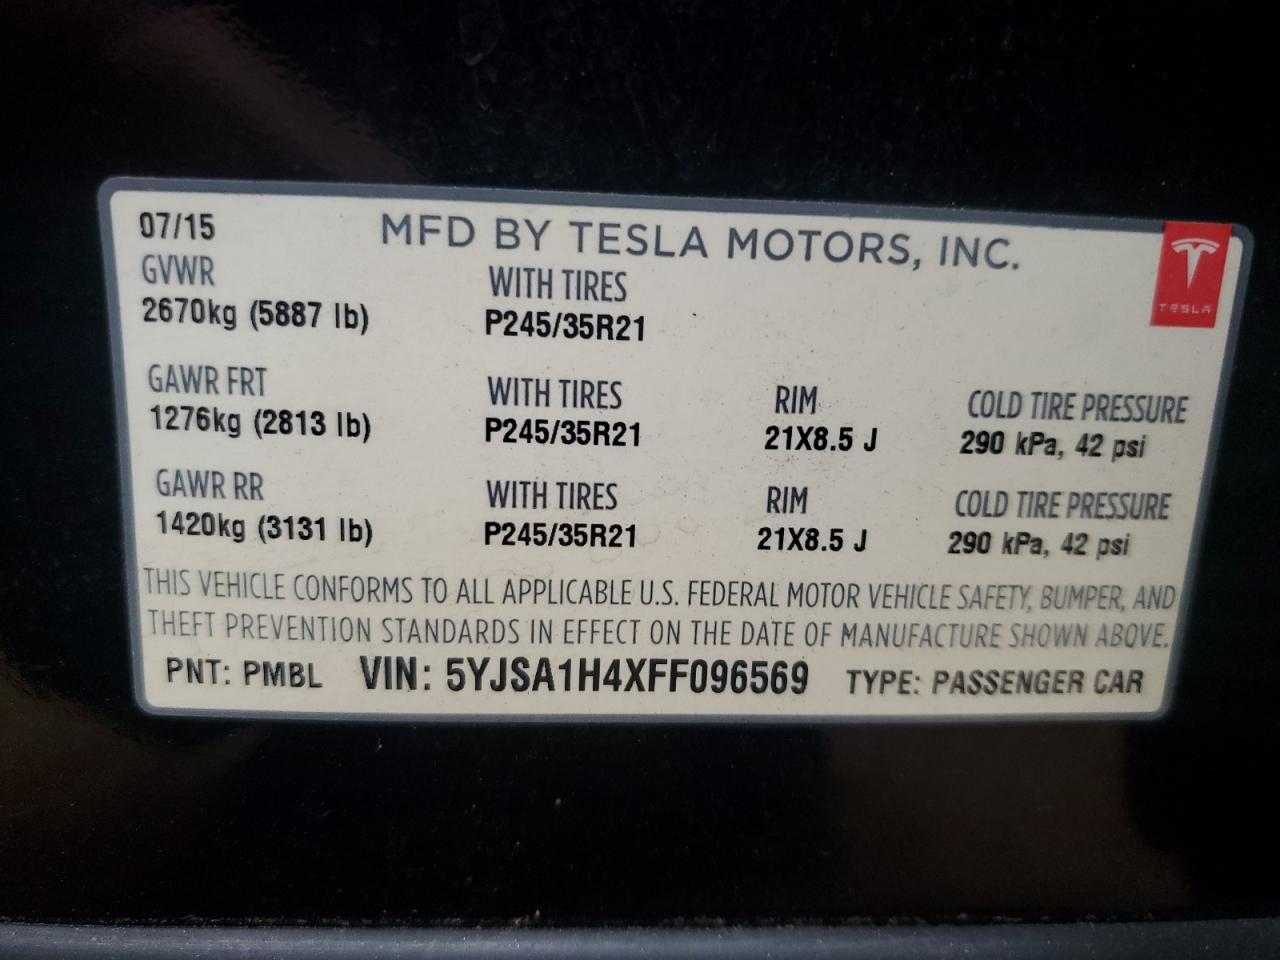 07/15 MFD BY TESLA MOTORS, INC.
TESLA
GVWR WITH TIRES
2670kg (5887 lb) P245/35R21
GAWR FRT WITH TIRES RIM COLD TIRE PRESSURE
1276kg (2813 lb) P245/35R21 21X8.5 J 290 kPa, 42 psi
GAWR RR WITH TIRES RIM COLD TIRE PRESSURE
1420kg (3131 lb) P245/35R21 21X8.5 J 290 kPa, 42 psi
THIS VEHICLE CONFORMS TO ALL APPLICABLE U.S. FEDERAL MOTOR VEHICLE SAFETY, BUMPER, AND
THEFT PREVENTION STANDARDS IN EFFECT ON THE DATE OF MANUFACTURE SHOWN ABOVE.
PNT: PMBL VIN: 5YJSA1H4XFF096569 TYPE: PASSENGER CAR